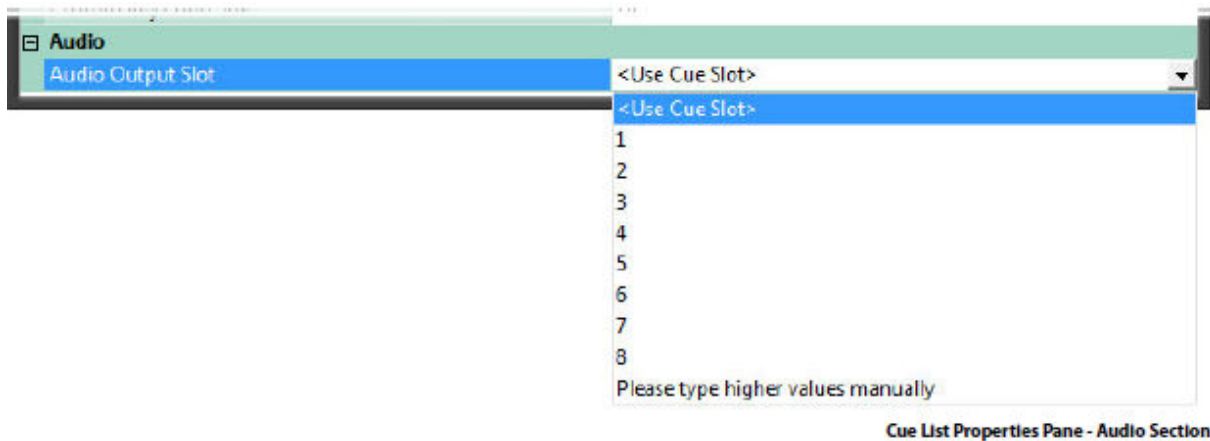 Audio
Audio Output Slot <Use Cue Slot>
<Use Cue Slot>
1
2
3
4
5
6
7
8
Please type higher values manually
Cue List Properties Pane - Audio Section